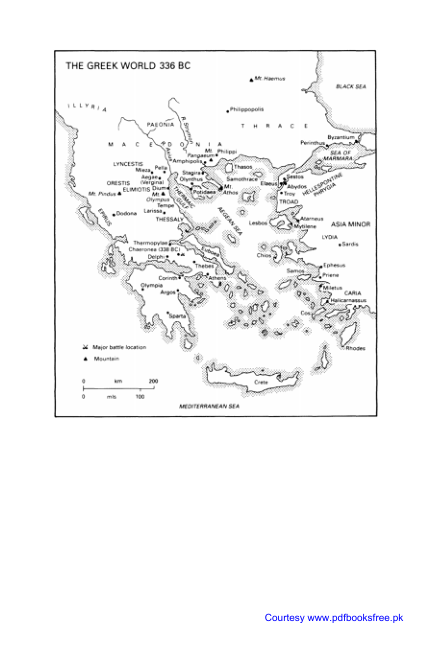 THE GREEK WORLD 336 BC
Mt. Haemus
BLACK SEA
ILLYRIA
Philippopolis
R. Strymon
PAEONIA
THRACE
Byzantium
Perinthus
MACEDONIA
SEA OF
MARMARA
Mt.
Pangaeum
Philippi
Amphipolis
LYNCESTIS
Pella
Thasos
Mieza
Stagira
Samothrace
Sestos
Aegae
(Vergina)
Olynthus
Elaeus
Abydos
HELLESPONTINE
PHRYGIA
ORESTIS
ELIMIOTIS
Dium
Potidaea
Mt.
Athos
Troy
Mt. Pindus
Mt.
Olympus
TROAD
Tempe
Larissa
EPIRUS
Dodona
THESSALY
AEGEAN SEA
Lesbos
Atarneus
Mytilene
ASIA MINOR
LYDIA
Sardis
Thermopylae
Chaeronea (338 BC)
Delphi
Chios
Thebes
Ephesus
Samos
Priene
Corinth
Athens
Olympia
Argos
Miletus
CARIA
Halicarnassus
Sparta
Cos
Rhodes
Major battle location
Mountain
0 km 200
0 mls 100
Crete
MEDITERRANEAN SEA
Courtesy www.pdfbooksfree.pk